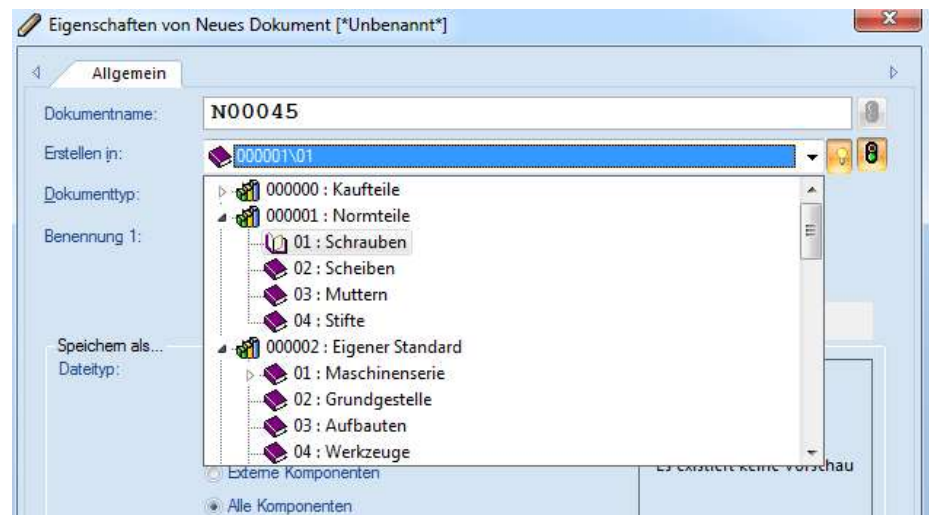 Eigenschaften von Neues Dokument [*Unbenannt*]
Allgemein
Dokumentname: N00045
Erstellen in: 000001\01
Dokumenttyp:
000000 : Kaufteile
000001 : Normteile
Benennung 1:
01 : Schrauben
02 : Scheiben
03 : Muttern
04 : Stifte
Speichern als...
000002 : Eigener Standard
Dateityp:
01 : Maschinenserie
02 : Grundgestelle
03 : Aufbauten
04 : Werkzeuge
Externe Komponenten
Es existiert keine Vorschau
Alle Komponenten